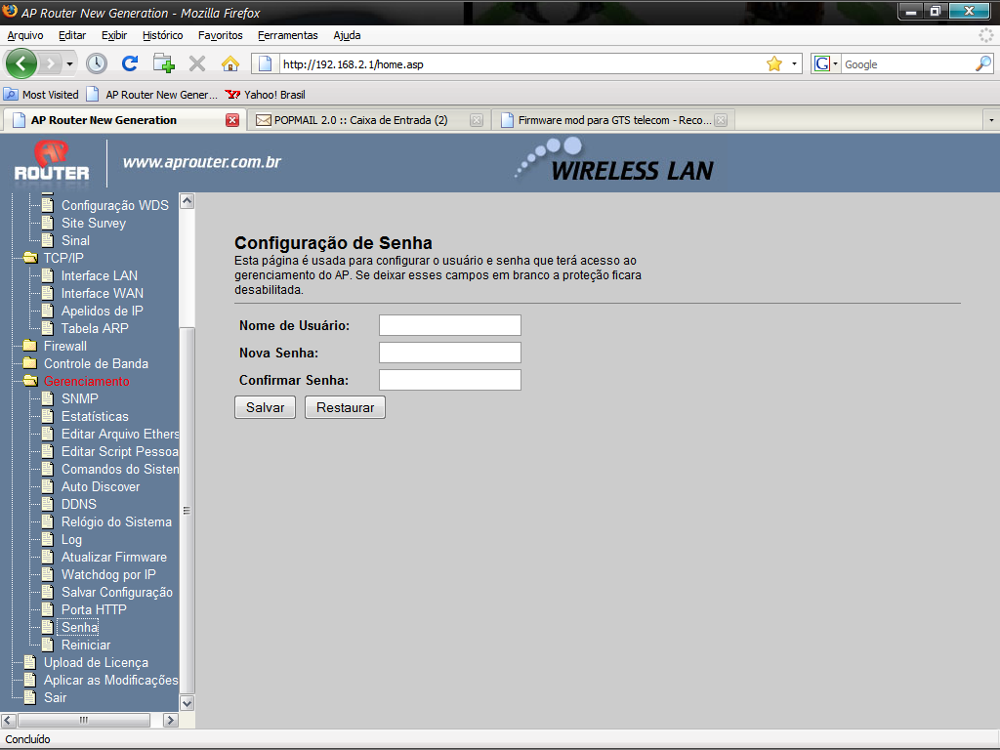 AP Router New Generation - Mozilla Firefox
Arquivo Editar Exibir Histórico Favoritos Ferramentas Ajuda
http://192.168.2.1/home.asp
G Google
Most Visited AP Router New Gener... Yahoo! Brasil
AP Router New Generation POPMAIL 2.0 :: Caixa de Entrada (2) Firmware mod para GTS telecom - Reco...
AP ROUTER www.aprouter.com.br WIRELESS LAN
Configuração WDS
Site Survey
Sinal
TCP/IP
Interface LAN
Interface WAN
Apelidos de IP
Tabela ARP
Firewall
Controle de Banda
Gerenciamento
SNMP
Estatísticas
Editar Arquivo Ethers
Editar Script Pessoa
Comandos do Sisten
Auto Discover
DDNS
Relógio do Sistema
Log
Atualizar Firmware
Watchdog por IP
Salvar Configuração
Porta HTTP
Senha
Reiniciar
Upload de Licença
Aplicar as Modificações
Sair
Configuração de Senha
Esta página é usada para configurar o usuário e senha que terá acesso ao
gerenciamento do AP. Se deixar esses campos em branco a proteção ficara
desabilitada.
Nome de Usuário:
Nova Senha:
Confirmar Senha:
Salvar Restaurar
Concluído